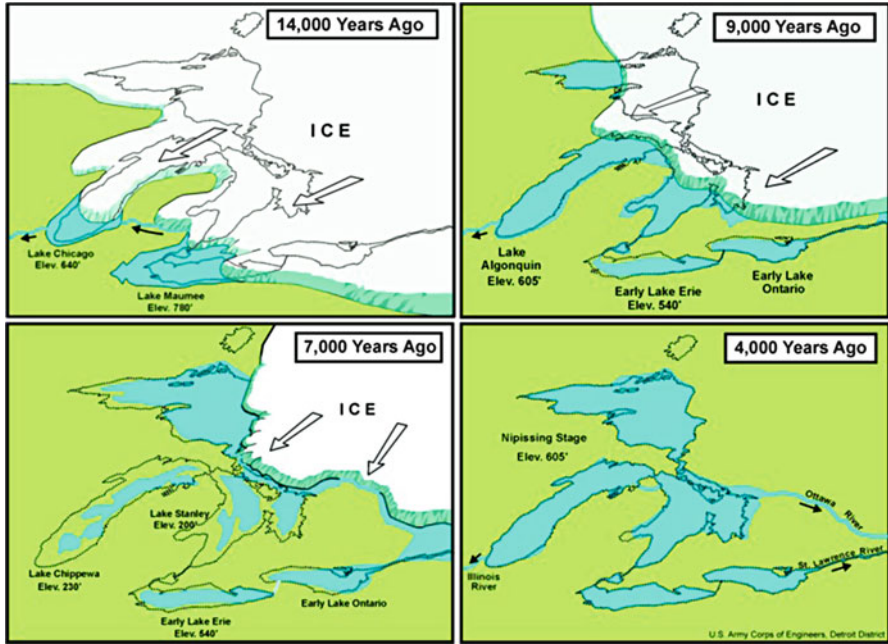 14,000 Years Ago
ICE
Lake Chicago
Elev. 640'
Lake Maumee
Elev. 780'
9,000 Years Ago
ICE
Lake
Algonquin
Elev. 605'
Early Lake Erie
Elev. 540'
Early Lake
Ontario
7,000 Years Ago
ICE
Lake Stanley
Elev. 200'
Lake Chippewa
Elev. 230'
Early Lake Erie
Elev. 540'
Early Lake Ontario
4,000 Years Ago
Nipissing Stage
Elev. 605'
Ottawa
River
St. Lawrence River
Illinois
River
U.S. Army Corps of Engineers, Detroit District